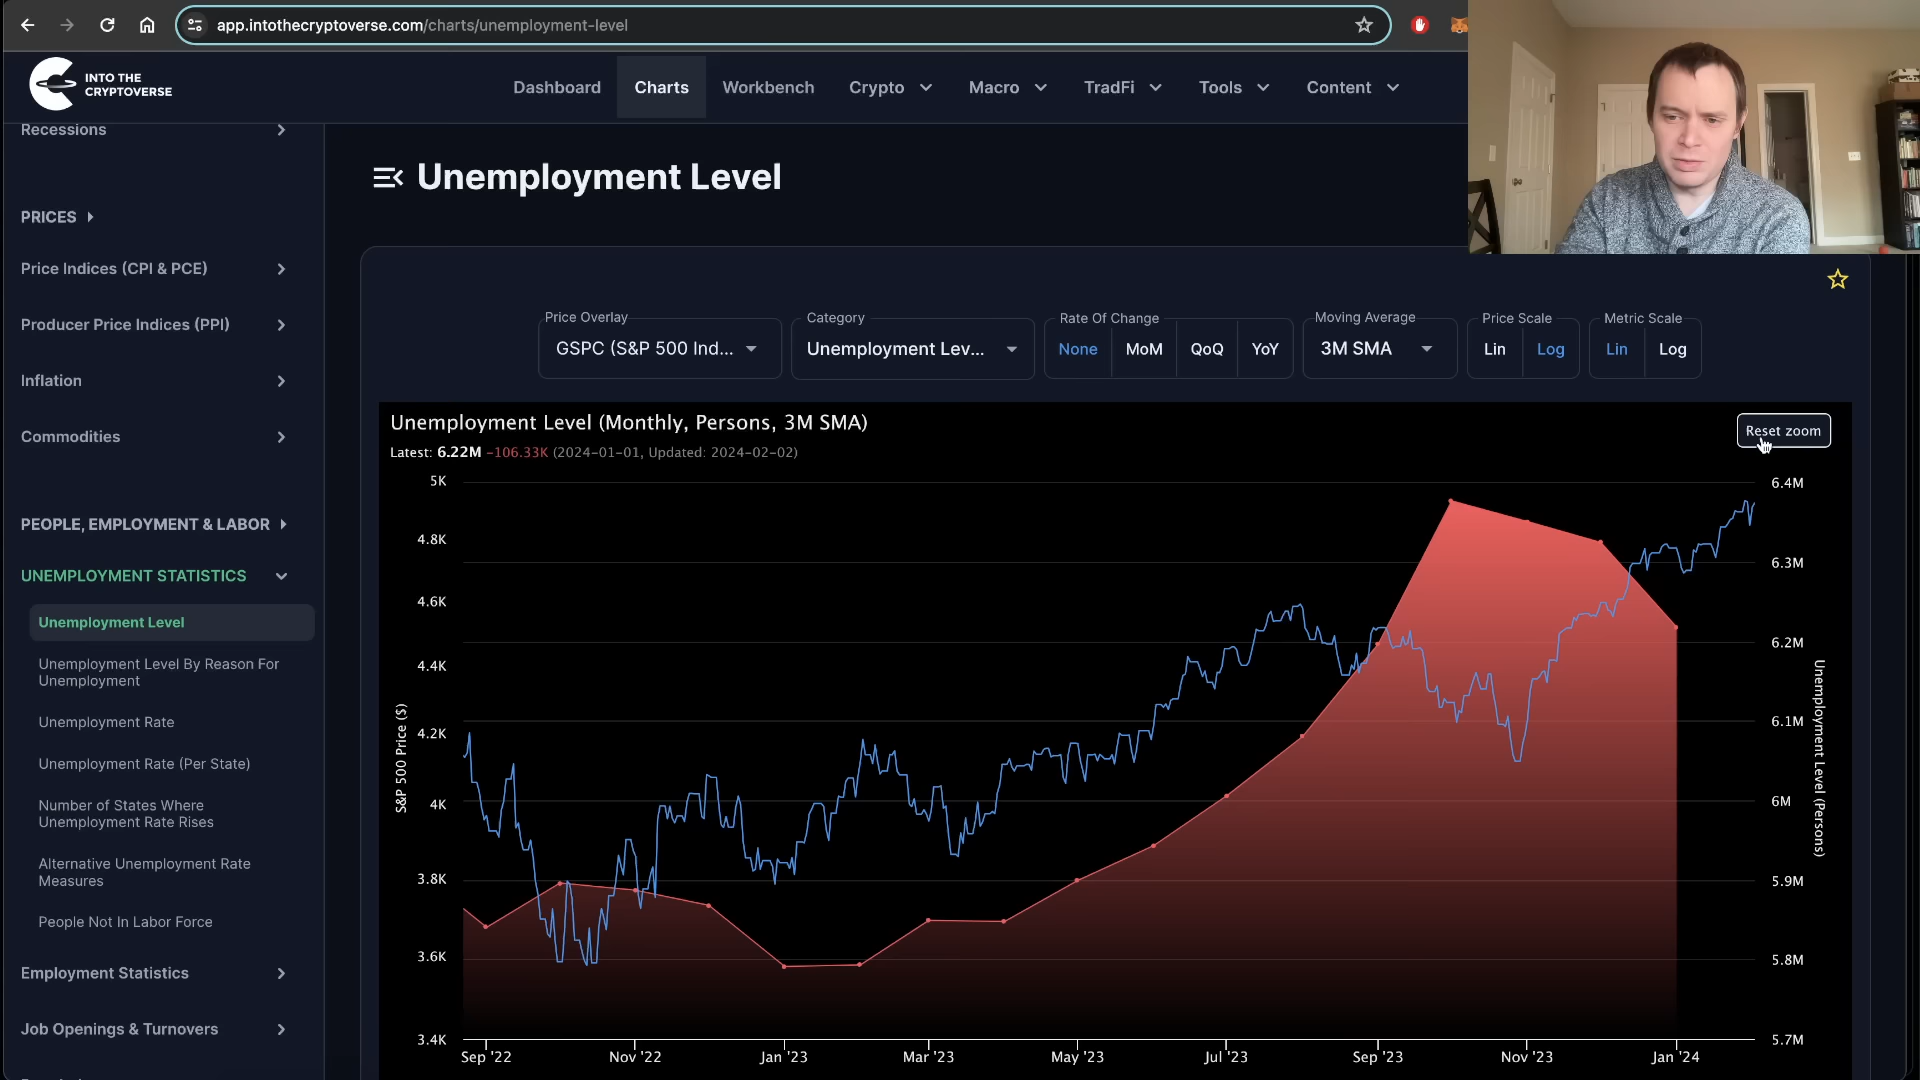 app.intothecryptoverse.com/charts/unemployment-level
INTO THE
CRYPTOVERSE
Dashboard
Charts
Workbench
Crypto
Macro
TradFi
Tools
Content
Recessions
PRICES
Price Indices (CPI & PCE)
Producer Price Indices (PPI)
Inflation
Commodities
PEOPLE, EMPLOYMENT & LABOR
UNEMPLOYMENT STATISTICS
Unemployment Level
Unemployment Level By Reason For
Unemployment
Unemployment Rate
Unemployment Rate (Per State)
Number of States Where
Unemployment Rate Rises
Alternative Unemployment Rate
Measures
People Not In Labor Force
Employment Statistics
Job Openings & Turnovers
Unemployment Level
Price Overlay
GSPC (S&P 500 Ind...
Category
Unemployment Lev...
Rate Of Change
None
MoM
QoQ
YoY
Moving Average
3M SMA
Price Scale
Lin
Log
Metric Scale
Lin
Log
Unemployment Level (Monthly, Persons, 3M SMA)
Latest: 6.22M -106.33K (2024-01-01, Updated: 2024-02-02)
Reset zoom
5K
4.8K
4.6K
4.4K
4.2K
4K
3.8K
3.6K
3.4K
S&P 500 Price ($)
6.4M
6.3M
6.2M
6.1M
6M
5.9M
5.8M
5.7M
Unemployment Level (Persons)
Sep '22
Nov '22
Jan '23
Mar '23
May '23
Jul '23
Sep '23
Nov '23
Jan '24